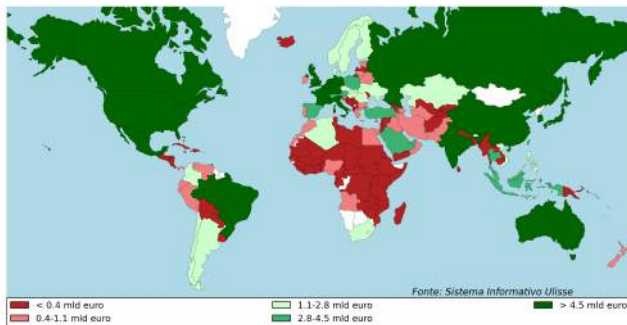 Fonte: Sistema Informativo Ulisse
< 0.4 mld euro
0.4-1.1 mld euro
1.1-2.8 mld euro
2.8-4.5 mld euro
> 4.5 mld euro